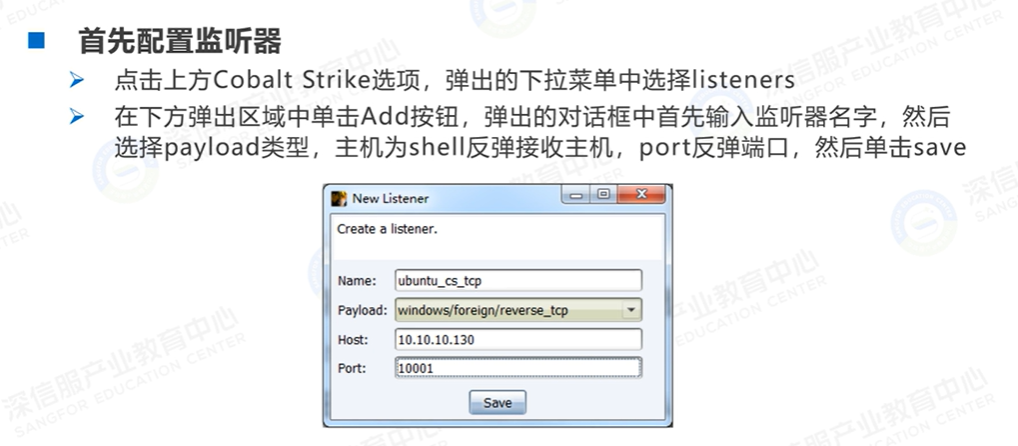 首先配置监听器
点击上方Cobalt Strike选项，弹出的下拉菜单中选择listeners
在下方弹出区域中单击Add按钮，弹出的对话框中首先输入监听器名字，然后
选择payload类型，主机为shell反弹接收主机，port反弹端口，然后单击save
New Listener
Create a listener.
Name: ubuntu_cs_tcp
Payload: windows/foreign/reverse_tcp
Host: 10.10.10.130
Port: 10001
Save
深信服产业教育中心
SANGFOR EDUCATION CENTER